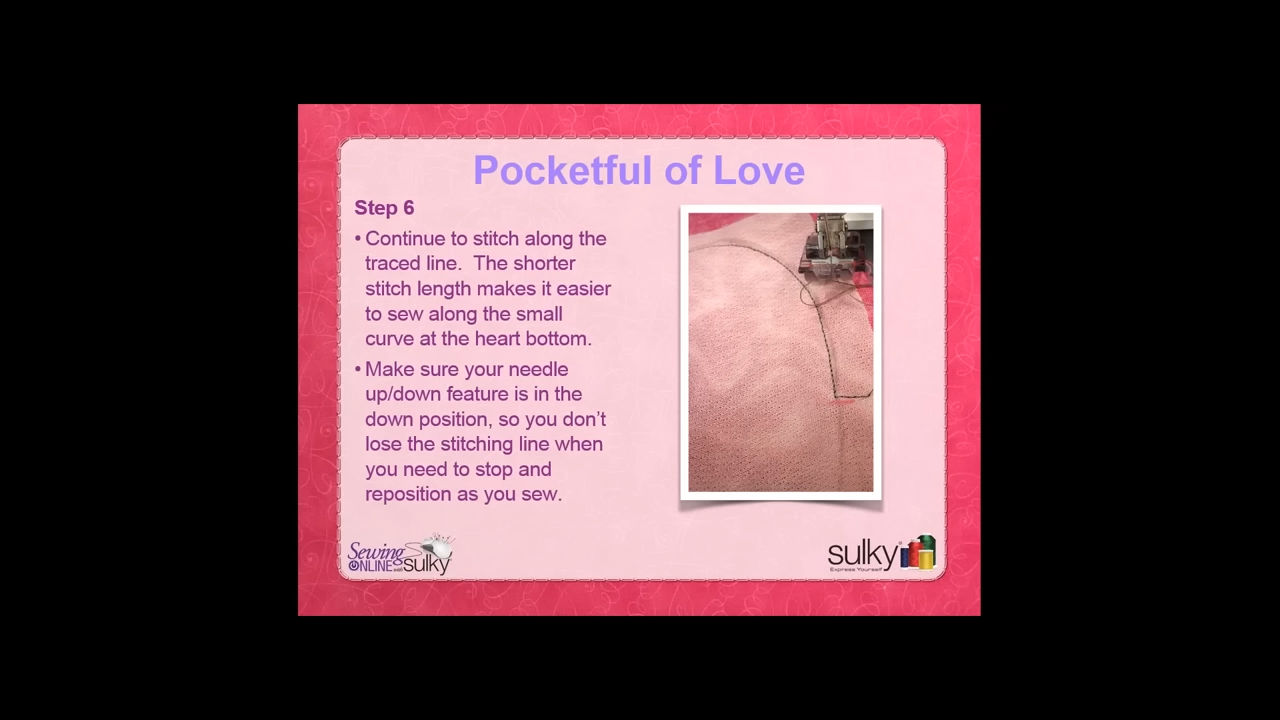 Pocketful of Love
Step 6
• Continue to stitch along the
traced line.  The shorter
stitch length makes it easier
to sew along the small
curve at the heart bottom.
• Make sure your needle
up/down feature is in the
down position, so you don’t
lose the stitching line when
you need to stop and
reposition as you sew.
Sewing
ONLINE with sulky
sulky®
Express Yourself